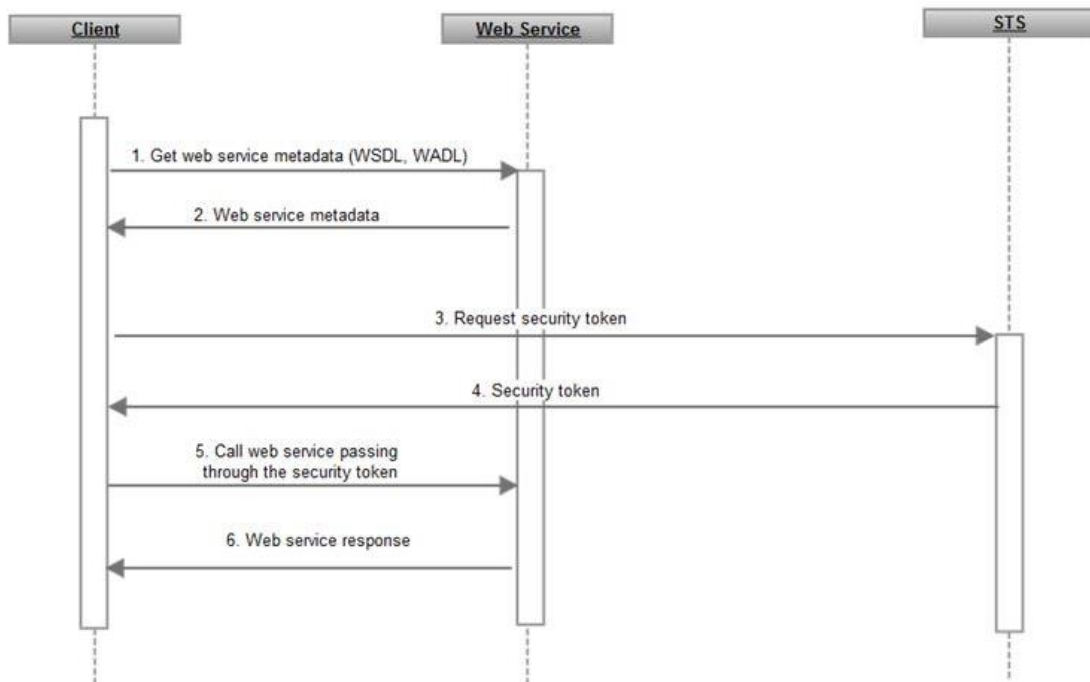 Client
Web Service
STS
1. Get web service metadata (WSDL, WADL)
2. Web service metadata
3. Request security token
4. Security token
5. Call web service passing
through the security token
6. Web service response